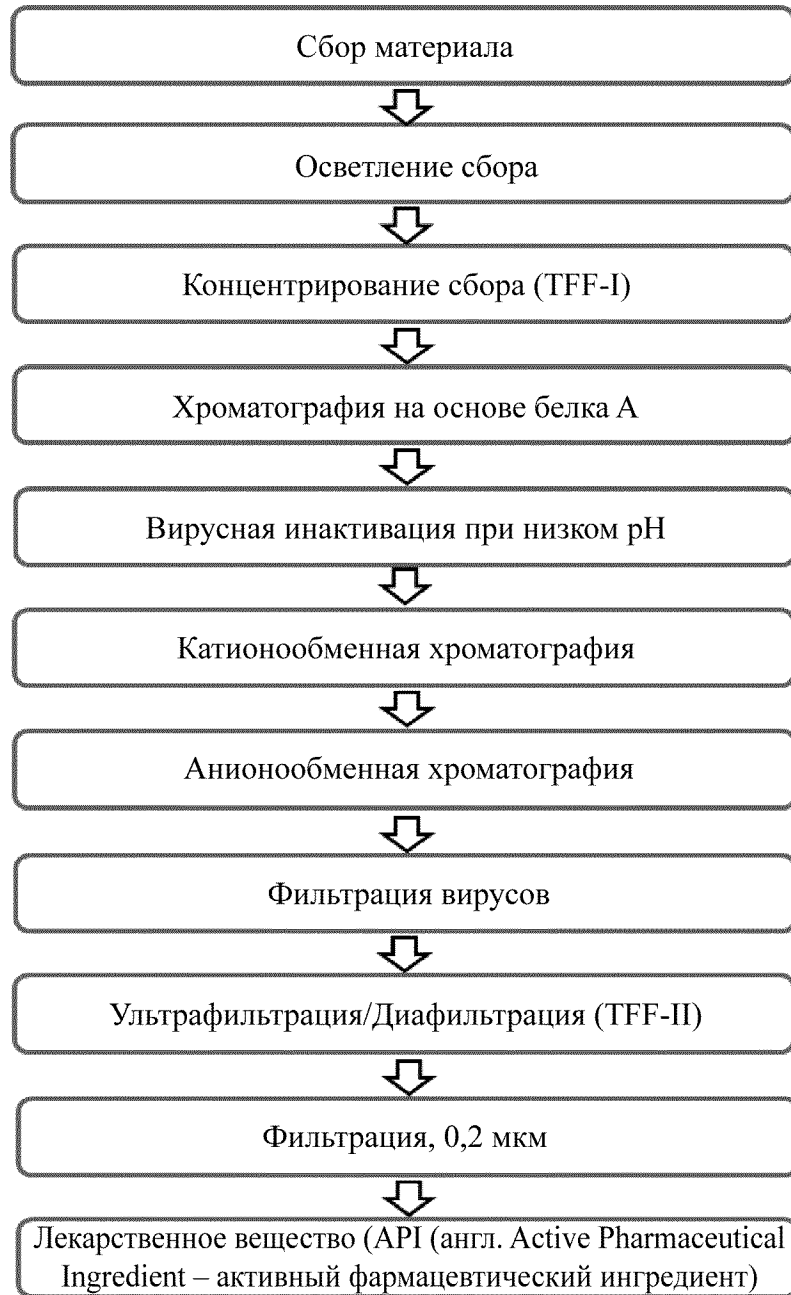 Сбор материала
Осветление сбора
Концентрирование сбора (TFF-I)
Хроматография на основе белка А
Вирусная инактивация при низком pH
Катионообменная хроматография
Анионообменная хроматография
Фильтрация вирусов
Ультрафильтрация/Диафильтрация (TFF-II)
Фильтрация, 0,2 мкм
Лекарственное вещество (API (англ. Active Pharmaceutical
Ingredient – активный фармацевтический ингредиент)